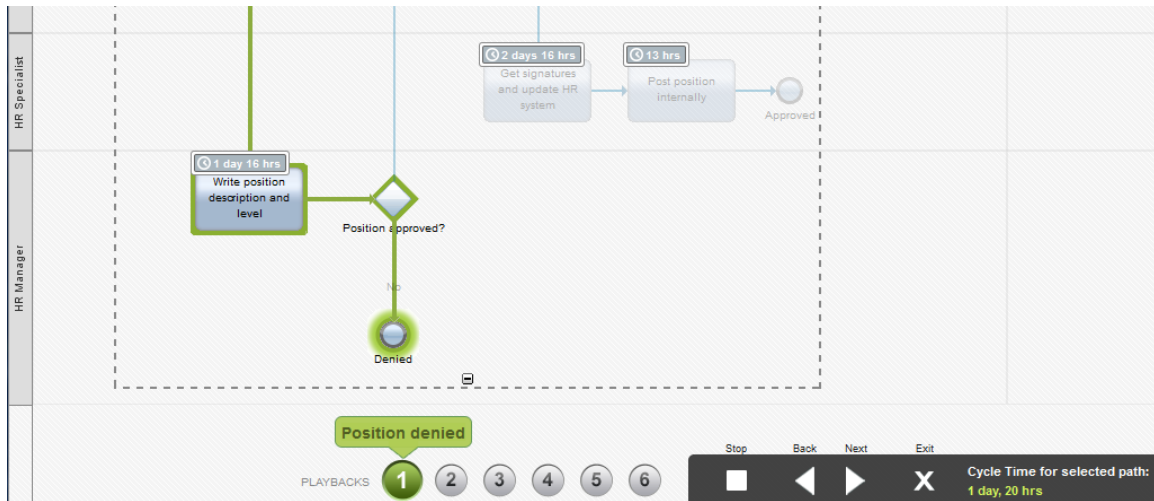 HR Specialist
2 days 16 hrs
Get signatures
and update HR
system
13 hrs
Post position
internally
Approved
HR Manager
1 day 16 hrs
Write position
description and
level
Position approved?
No
Denied
Position denied
PLAYBACKS 1 2 3 4 5 6
Stop Back Next Exit
X
Cycle Time for selected path:
1 day, 20 hrs